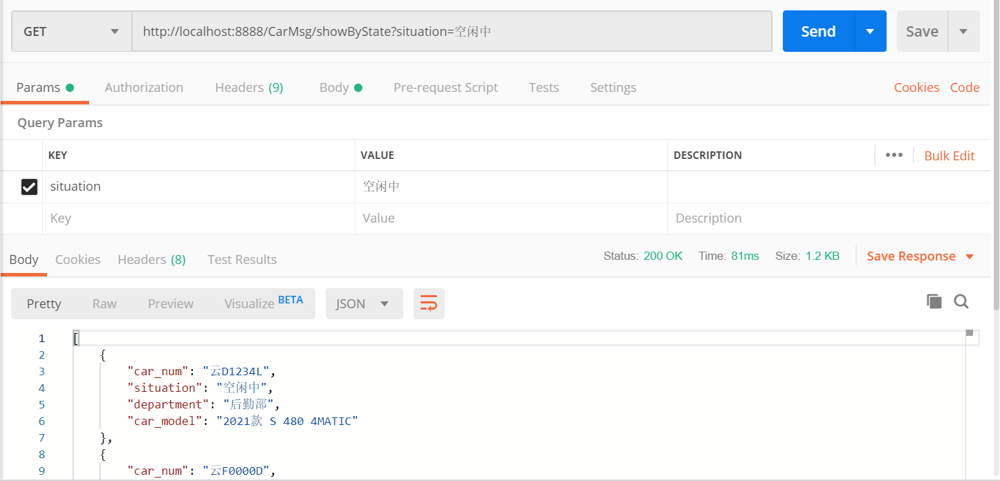 GET http://localhost:8888/CarMsg/showByState?situation=空闲中 Send Save
Params Authorization Headers (9) Body Pre-request Script Tests Settings Cookies Code
Query Params
KEY VALUE DESCRIPTION ••• Bulk Edit
situation 空闲中
Key Value Description
Body Cookies Headers (8) Test Results Status: 200 OK Time: 81ms Size: 1.2 KB Save Response
Pretty Raw Preview Visualize BETA JSON
1 [
2 {
3 "car_num": "云D1234L",
4 "situation": "空闲中",
5 "department": "后勤部",
6 "car_model": "2021款 S 480 4MATIC"
7 },
8 {
9 "car_num": "云F0000D",